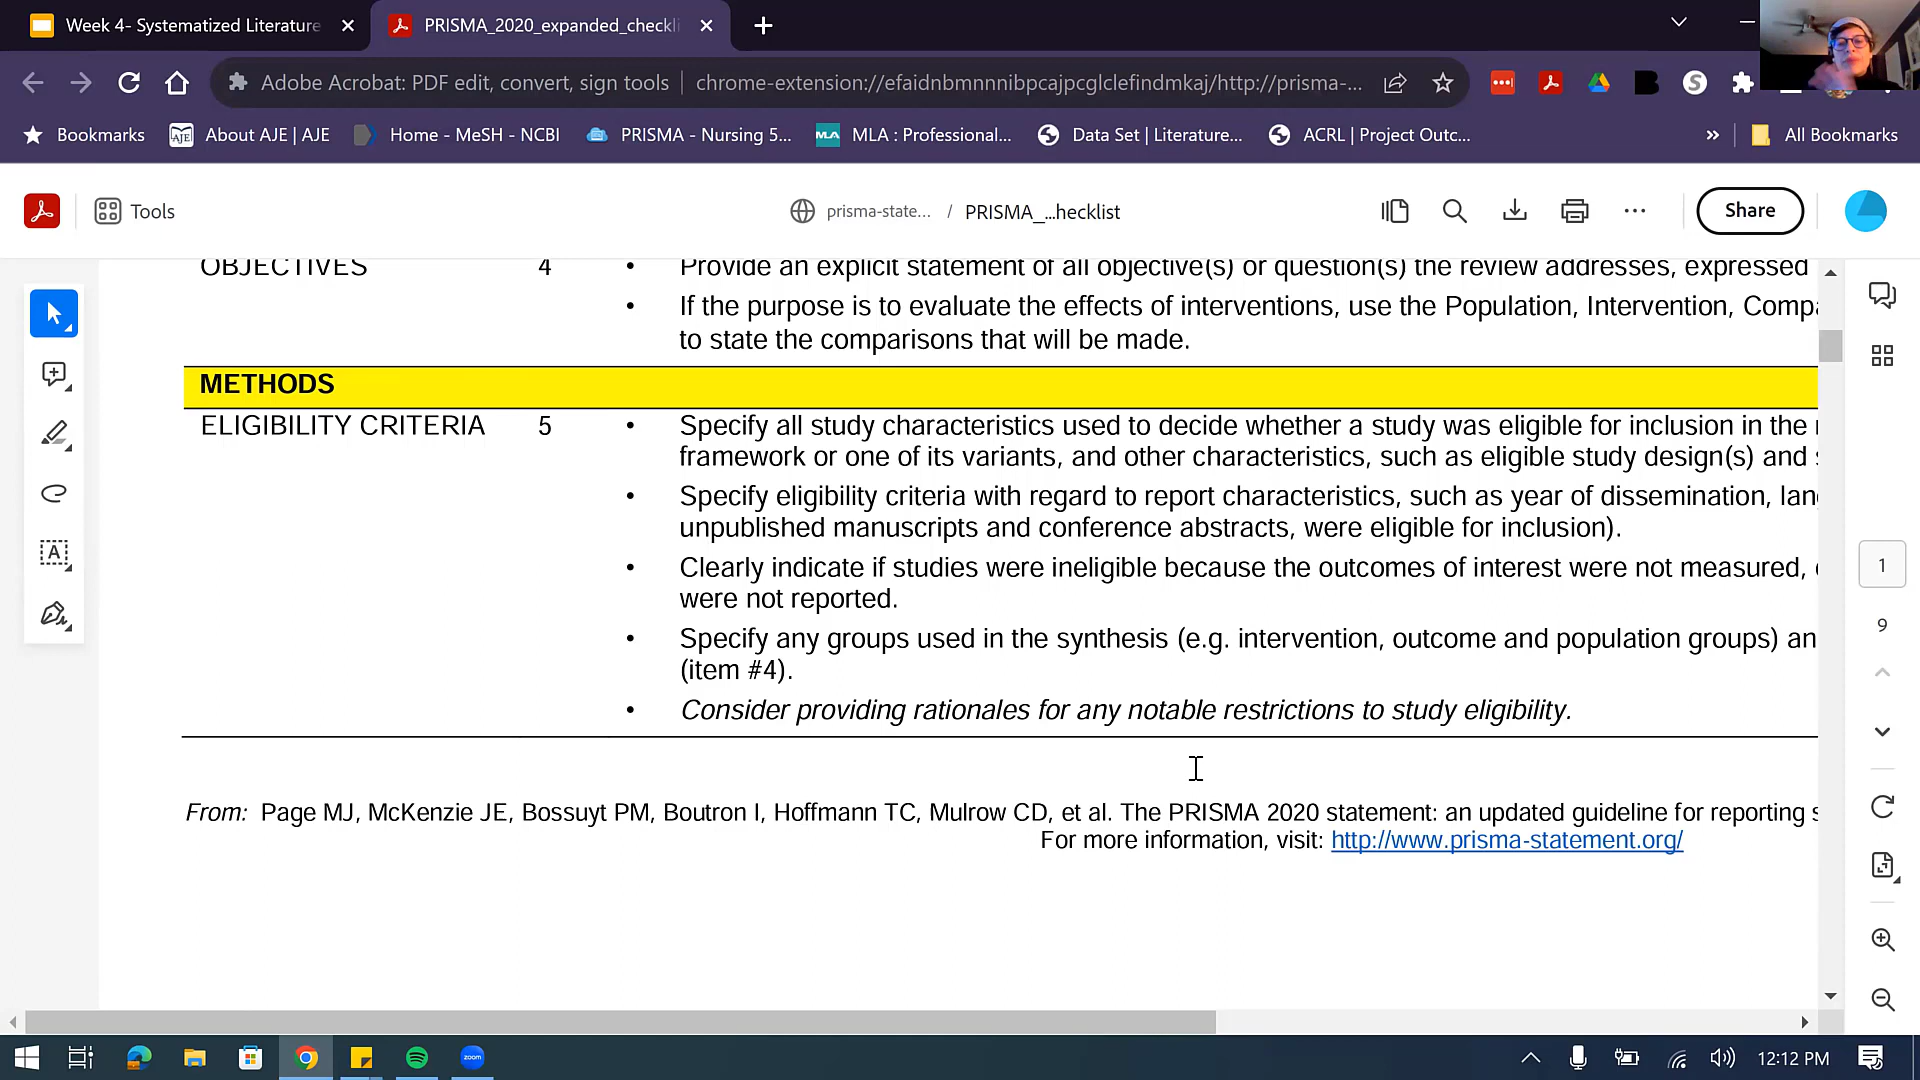 Week 4- Systematized Literature
PRISMA_2020_expanded_checkli
Adobe Acrobat: PDF edit, convert, sign tools
chrome-extension://efaidnbmnnnibpcajpcglclefindmkaj/http://prisma-...
Bookmarks
About AJE | AJE
Home - MeSH - NCBI
PRISMA - Nursing 5...
MLA : Professional...
Data Set | Literature...
ACRL | Project Outc...
All Bookmarks
Tools
prisma-state... / PRISMA_...hecklist
Share
OBJECTIVES 4 • Provide an explicit statement of all objective(s) or question(s) the review addresses, expressed
• If the purpose is to evaluate the effects of interventions, use the Population, Intervention, Compa
to state the comparisons that will be made.
METHODS
ELIGIBILITY CRITERIA 5 • Specify all study characteristics used to decide whether a study was eligible for inclusion in the
framework or one of its variants, and other characteristics, such as eligible study design(s) and
• Specify eligibility criteria with regard to report characteristics, such as year of dissemination, lan
unpublished manuscripts and conference abstracts, were eligible for inclusion).
• Clearly indicate if studies were ineligible because the outcomes of interest were not measured,
were not reported.
• Specify any groups used in the synthesis (e.g. intervention, outcome and population groups) an
(item #4).
• Consider providing rationales for any notable restrictions to study eligibility.
From: Page MJ, McKenzie JE, Bossuyt PM, Boutron I, Hoffmann TC, Mulrow CD, et al. The PRISMA 2020 statement: an updated guideline for reporting
For more information, visit: http://www.prisma-statement.org/
1
9
12:12 PM